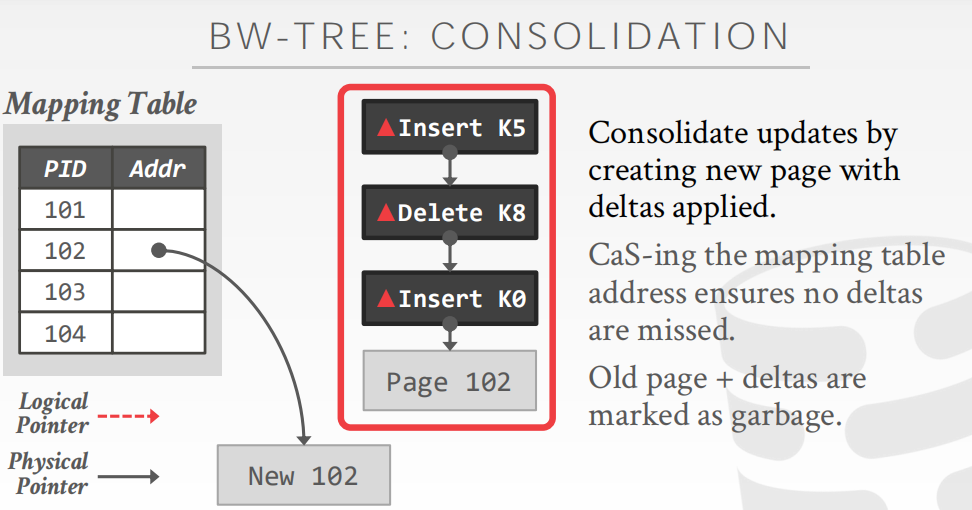 BW-TREE: CONSOLIDATION
Mapping Table
PID Addr
101
102
103
104
Logical
Pointer
Physical
Pointer
▲Insert K5
▲Delete K8
▲Insert K0
Page 102
New 102
Consolidate updates by
creating new page with
deltas applied.
CaS-ing the mapping table
address ensures no deltas
are missed.
Old page + deltas are
marked as garbage.